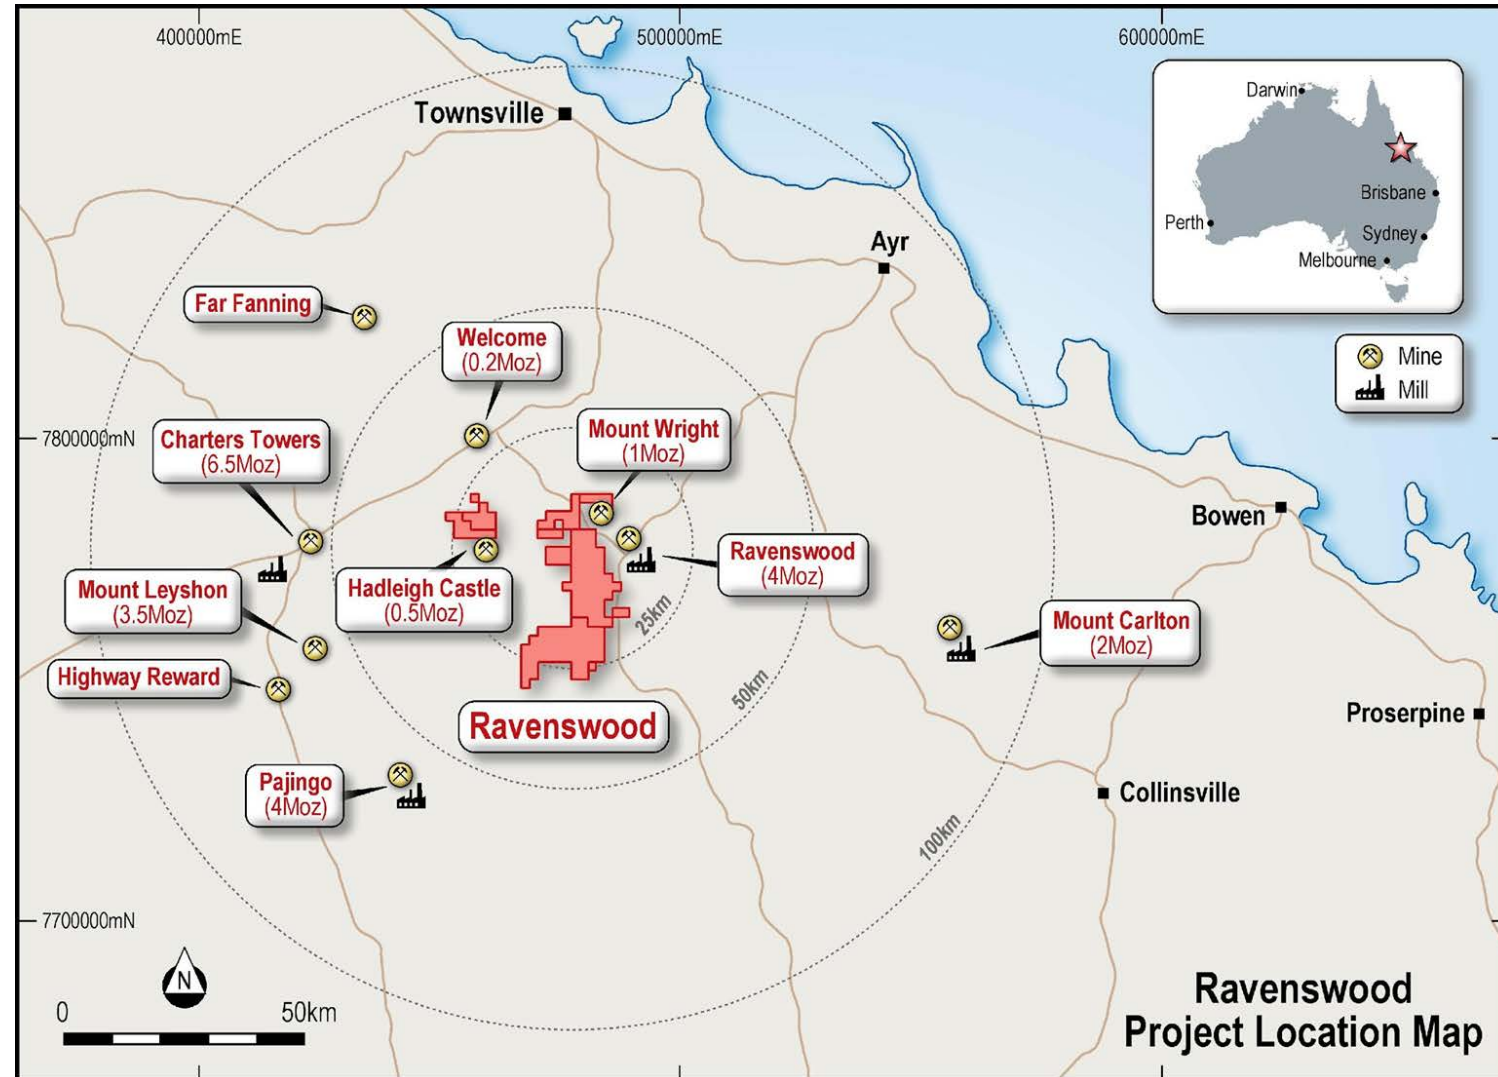 400000mE
500000mE
600000mE
Townsville
Darwin
Brisbane
Perth
Sydney
Melbourne
Ayr
Far Fanning
Welcome
(0.2Moz)
Mine
Mill
7800000mN
Charters Towers
(6.5Moz)
Mount Wright
(1Moz)
Bowen
Ravenswood
(4Moz)
Mount Leyshon
(3.5Moz)
Hadleigh Castle
(0.5Moz)
25km
Mount Carlton
(2Moz)
Highway Reward
50km
Ravenswood
Proserpine
Pajingo
(4Moz)
Collinsville
100km
7700000mN
N
0
50km
Ravenswood
Project Location Map